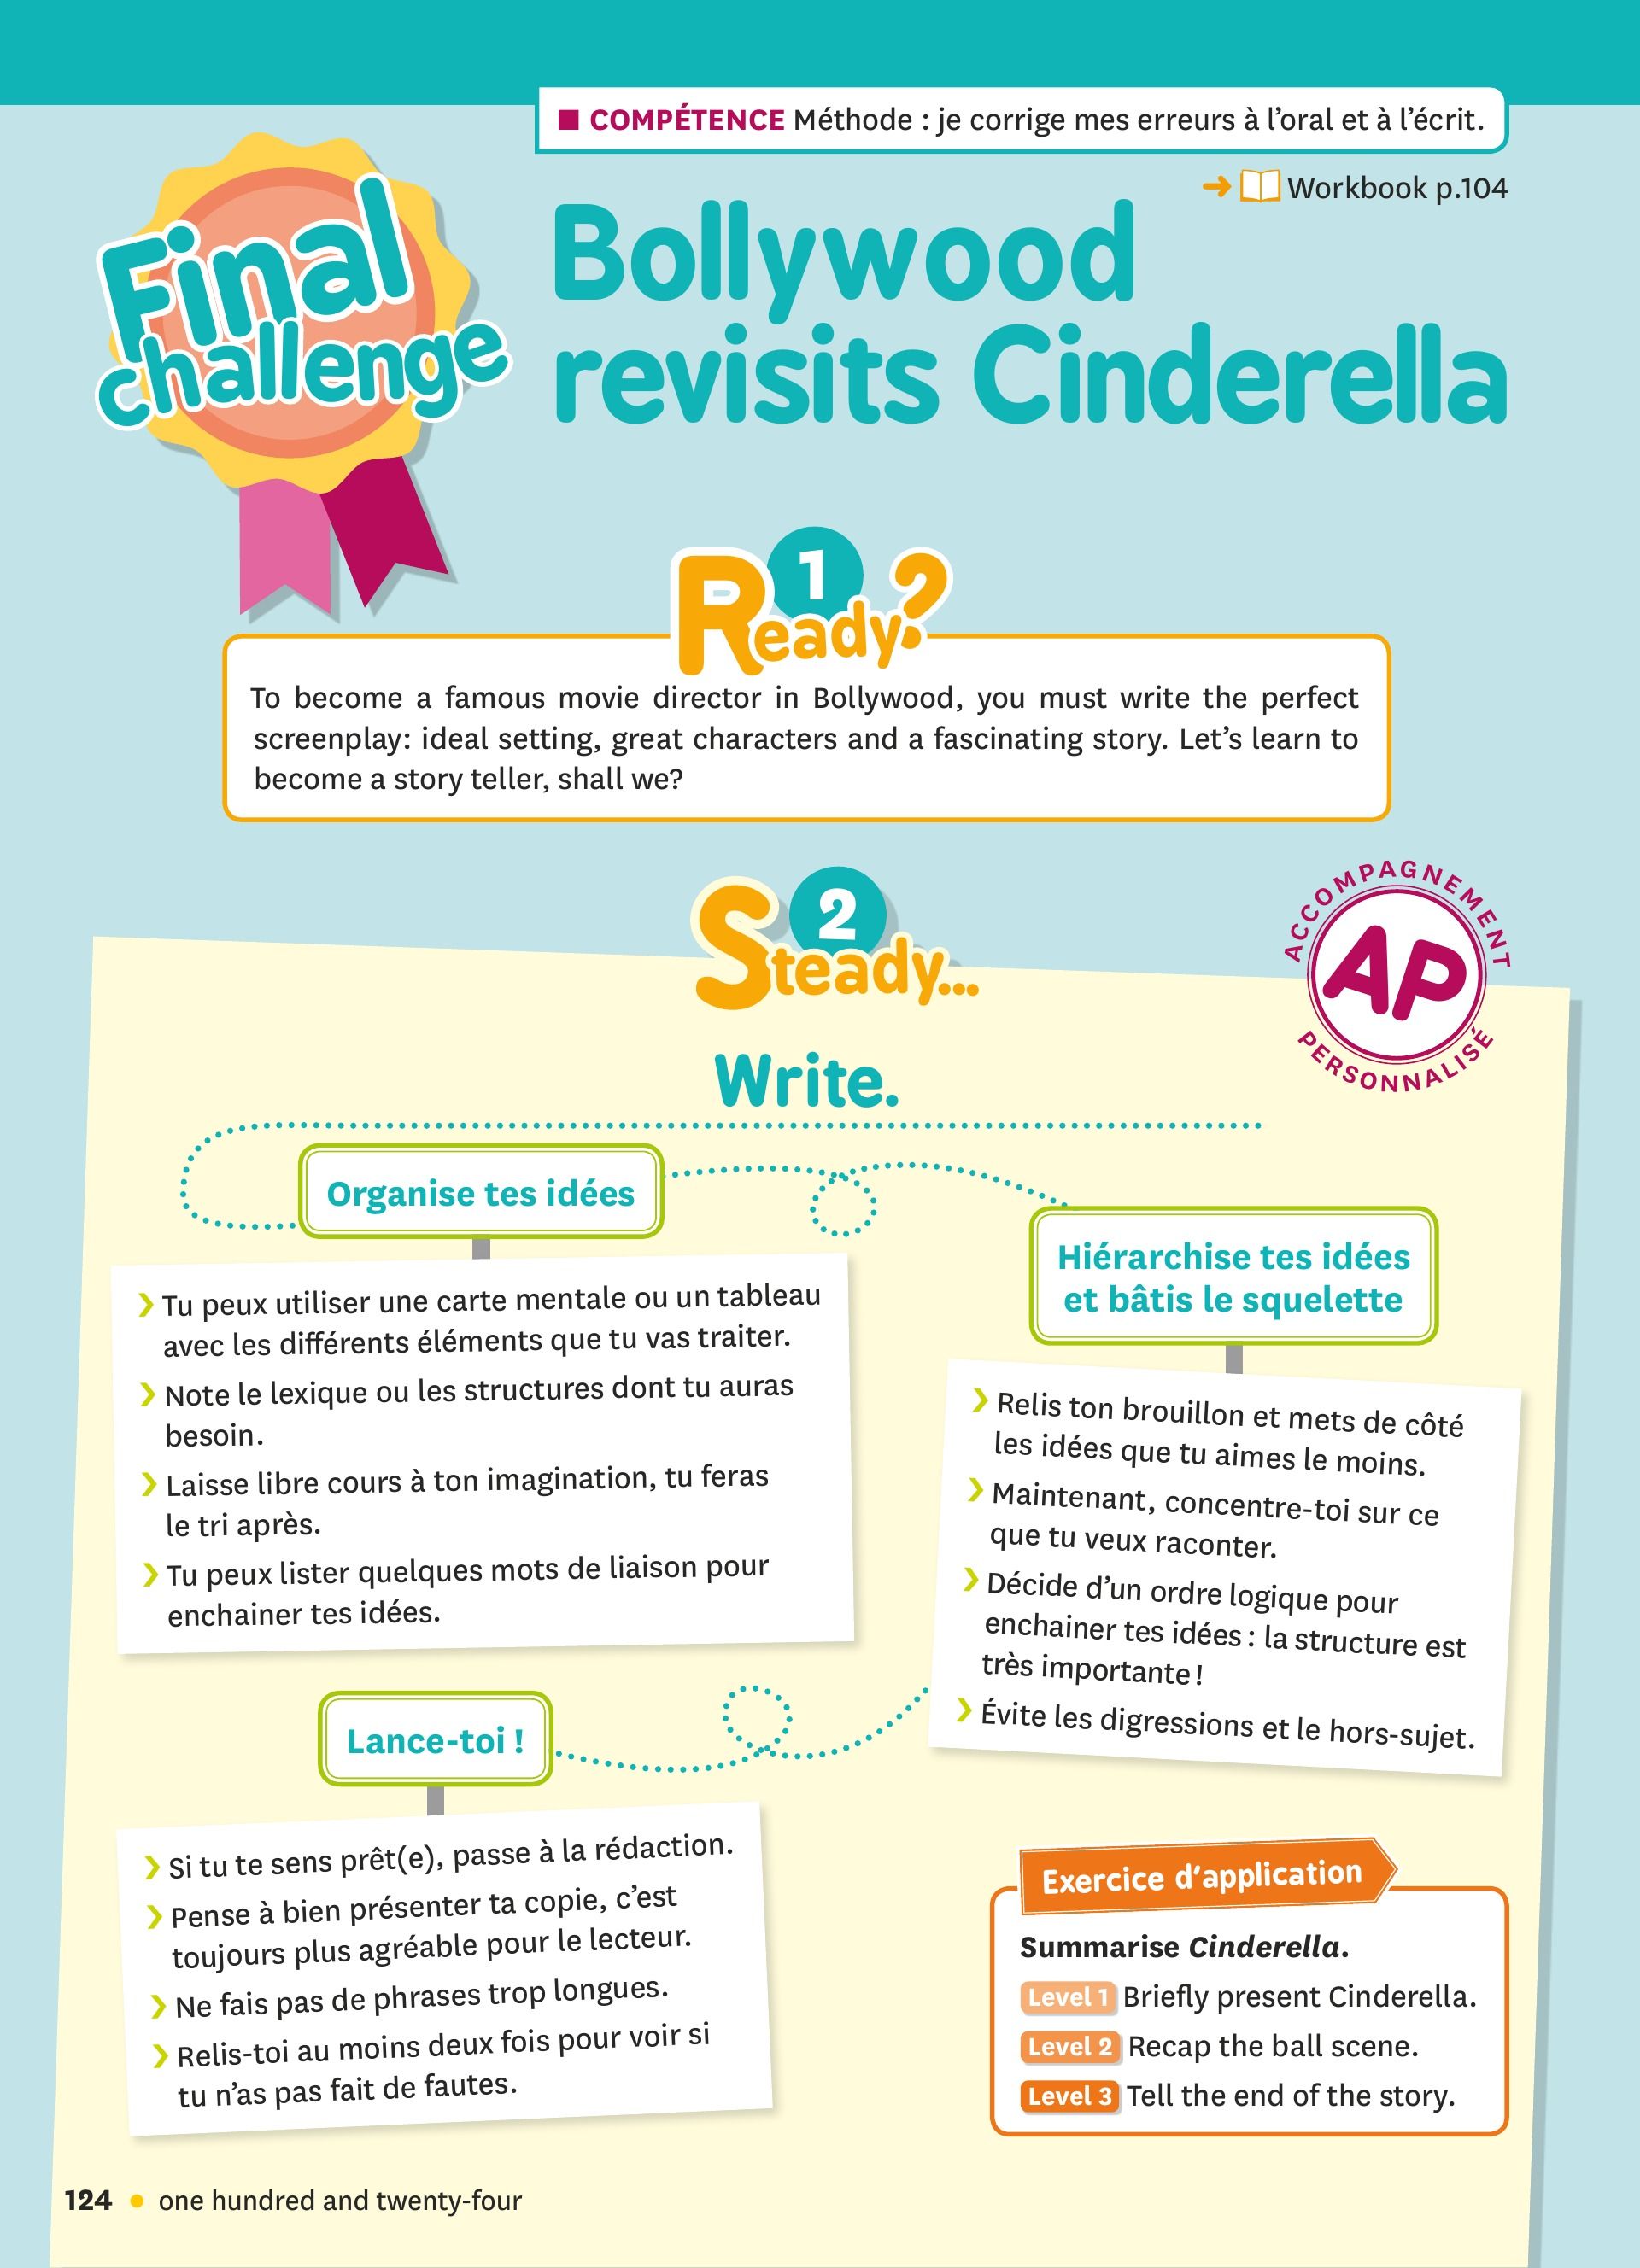 ■ COMPÉTENCE Méthode : je corrige mes erreurs à l'oral et à l'écrit.
➜ Workbook p.104
Final
challenge
Bollywood
revisits Cinderella
1
Ready?
To become a famous movie director in Bollywood, you must write the perfect
screenplay: ideal setting, great characters and a fascinating story. Let's learn to
become a story teller, shall we?
2
Steady...
ACCOMPAGNEMENT
AP
PERSONNALISÉ
Write.
Organise tes idées
❯ Tu peux utiliser une carte mentale ou un tableau
avec les différents éléments que tu vas traiter.
❯ Note le lexique ou les structures dont tu auras
besoin.
❯ Laisse libre cours à ton imagination, tu feras
le tri après.
❯ Tu peux lister quelques mots de liaison pour
enchainer tes idées.
Hiérarchise tes idées
et bâtis le squelette
❯ Relis ton brouillon et mets de côté
les idées que tu aimes le moins.
❯ Maintenant, concentre-toi sur ce
que tu veux raconter.
❯ Décide d'un ordre logique pour
enchainer tes idées : la structure est
très importante !
❯ Évite les digressions et le hors-sujet.
Lance-toi !
❯ Si tu te sens prêt(e), passe à la rédaction.
❯ Pense à bien présenter ta copie, c'est
toujours plus agréable pour le lecteur.
❯ Ne fais pas de phrases trop longues.
❯ Relis-toi au moins deux fois pour voir si
tu n'as pas fait de fautes.
Exercice d'application
Summarise Cinderella.
Level 1 Briefly present Cinderella.
Level 2 Recap the ball scene.
Level 3 Tell the end of the story.
124 • one hundred and twenty-four